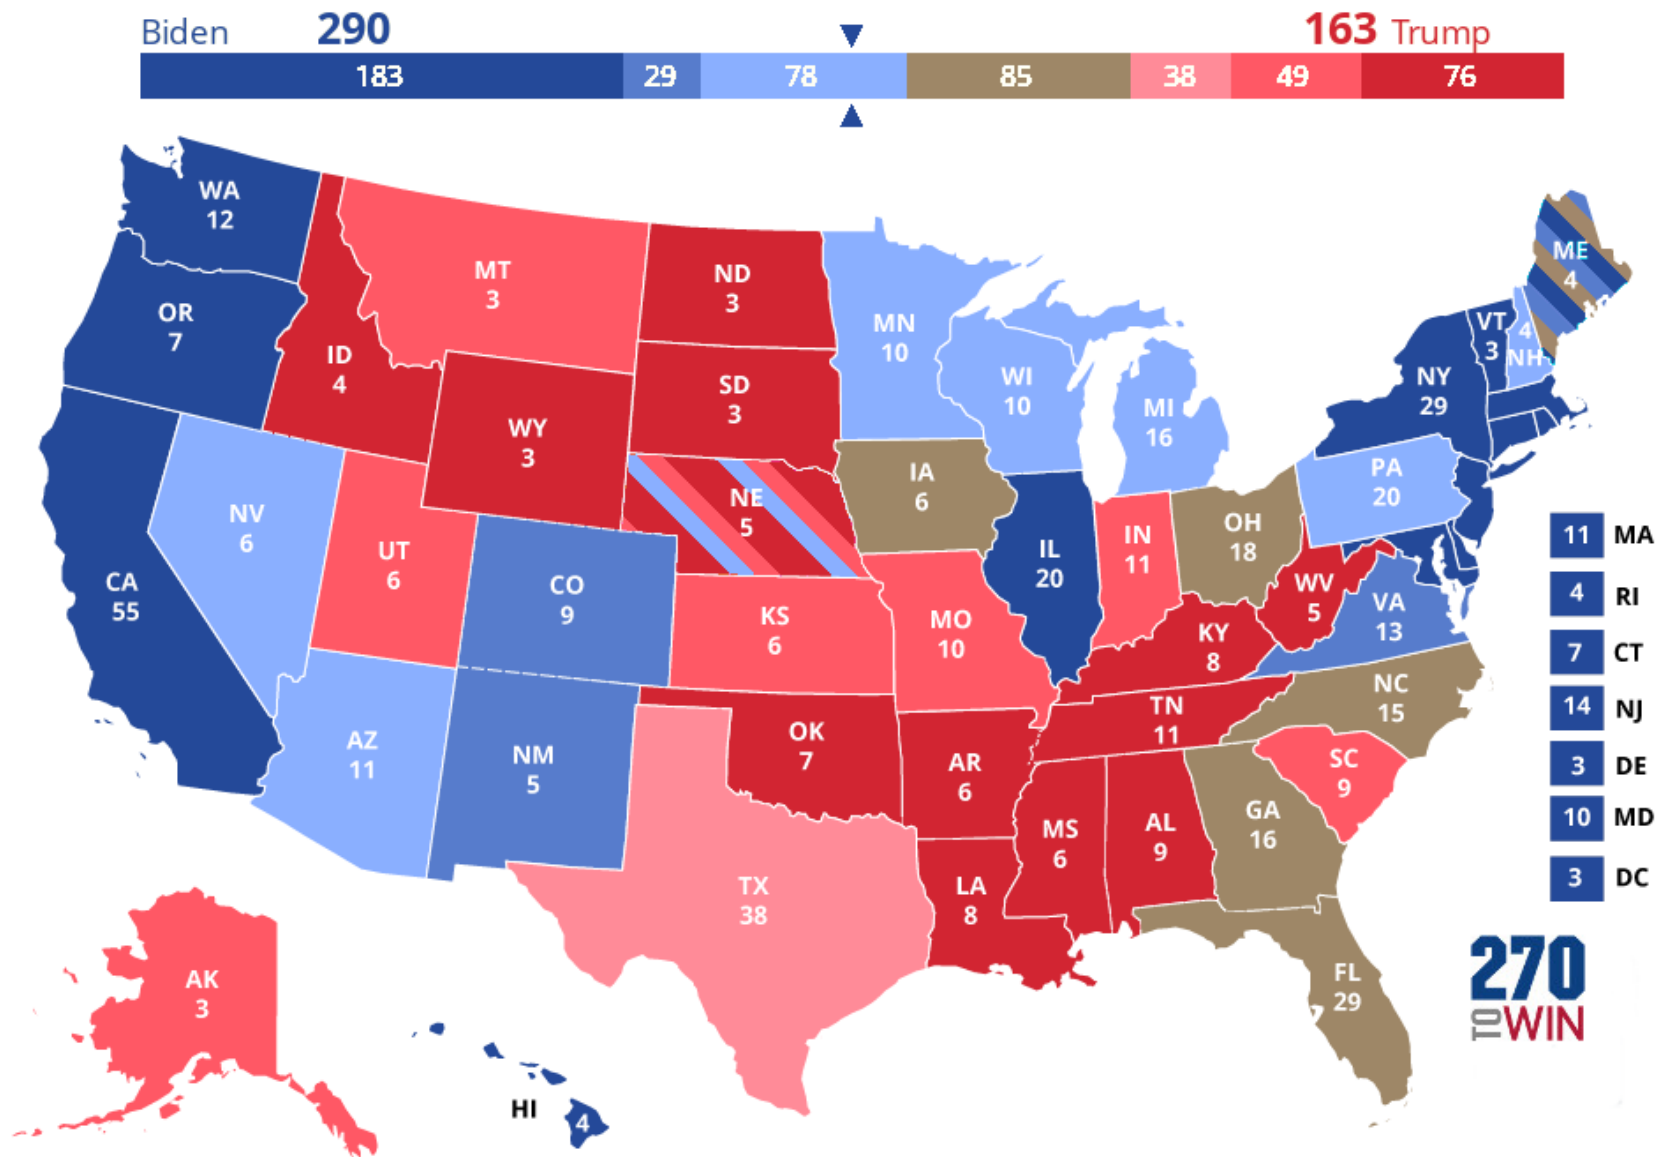 Biden 290
163 Trump
183 29 78 85 38 49 76
WA
12
OR
7
CA
55
NV
6
ID
4
MT
3
WY
3
UT
6
CO
9
AZ
11
NM
5
ND
3
SD
3
NE
5
KS
6
OK
7
TX
38
MN
10
IA
6
MO
10
AR
6
LA
8
WI
10
IL
20
MI
16
IN
11
OH
18
KY
8
TN
11
MS
6
AL
9
GA
16
FL
29
SC
9
NC
15
VA
13
WV
5
PA
20
NY
29
VT
3
4
NH
ME
4
11 MA
4 RI
7 CT
14 NJ
3 DE
10 MD
3 DC
AK
3
HI
4
270
TO WIN